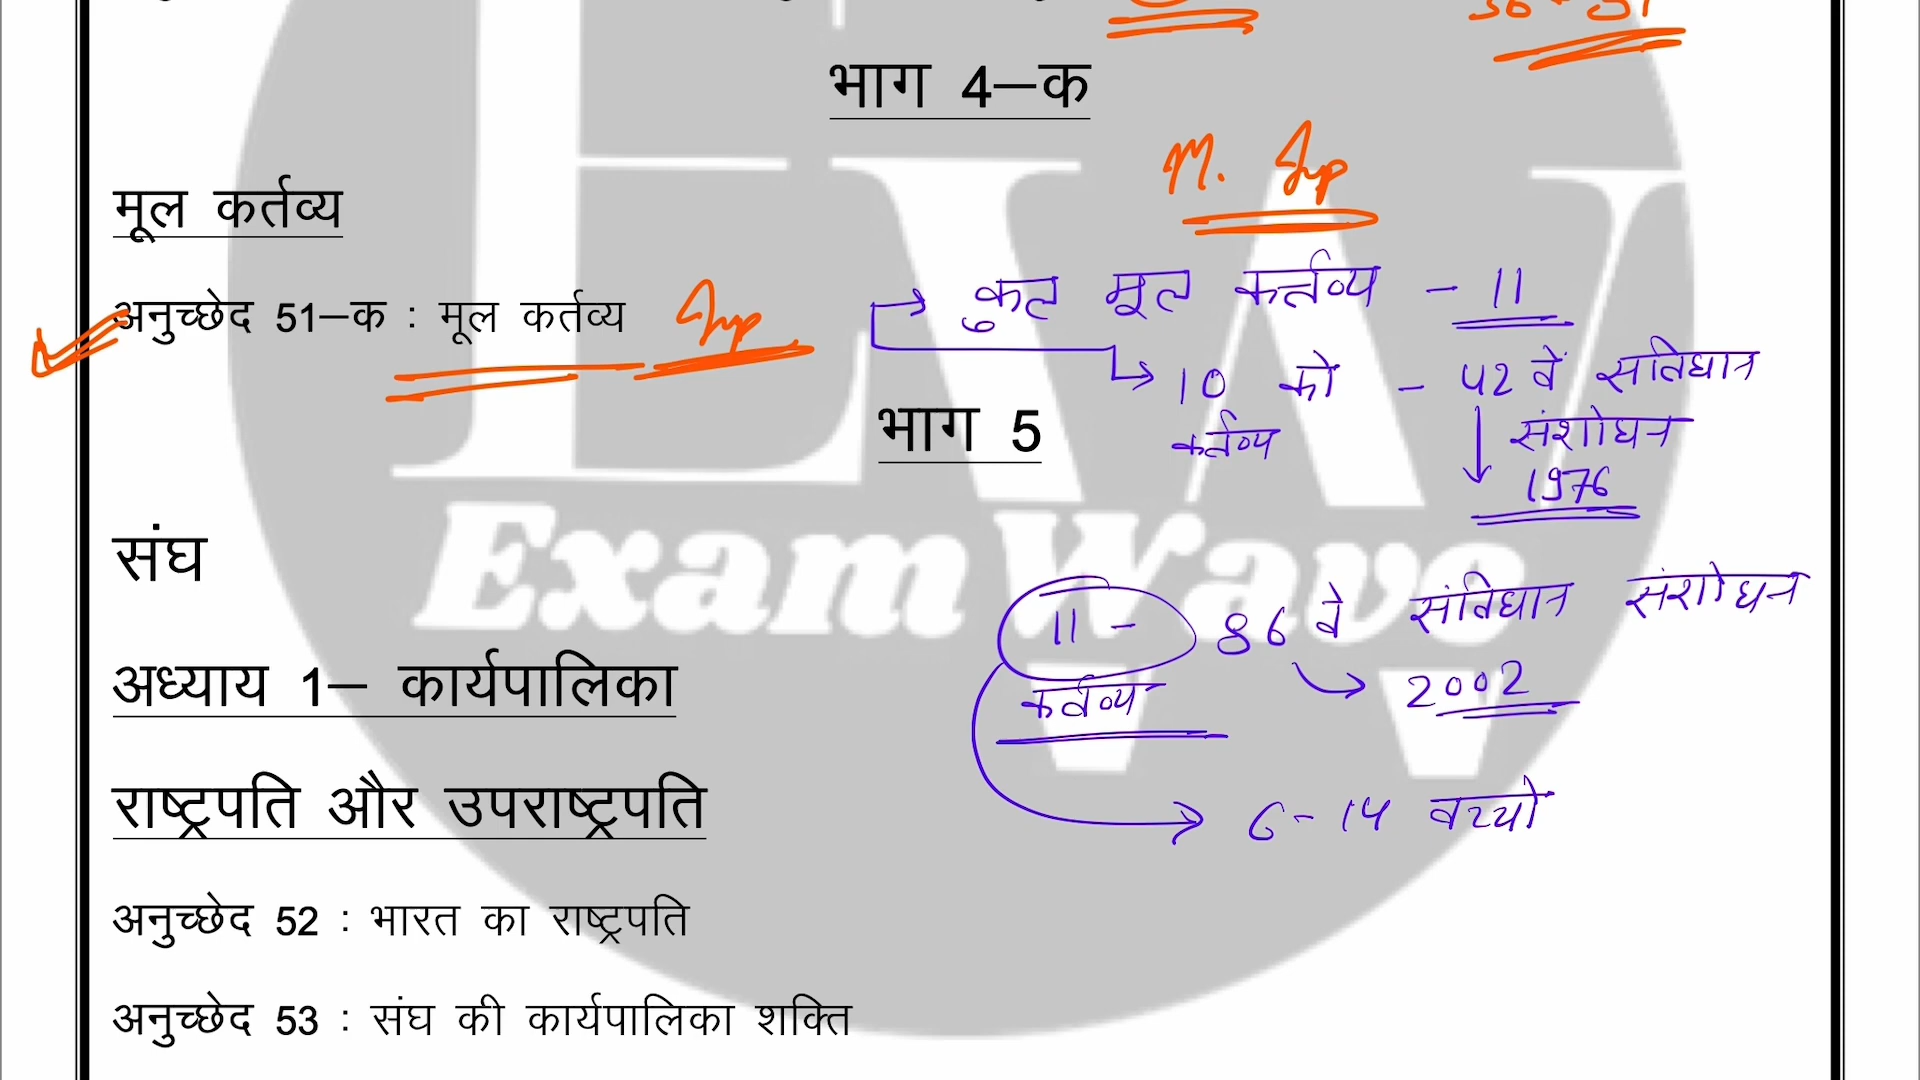 भाग 4–क
M. Imp
मूल कर्तव्य
अनुच्छेद 51–क : मूल कर्तव्य Imp
कुल मूल कर्तव्य - 11
10 को - 42 वें संविधान
कर्तव्य संशोधन
1976
भाग 5
Exam Wave
संघ
11 - 86 वे संविधान संशोधन
कर्तव्य 2002
अध्याय 1– कार्यपालिका
राष्ट्रपति और उपराष्ट्रपति
6-14 बच्चो
अनुच्छेद 52 : भारत का राष्ट्रपति
अनुच्छेद 53 : संघ की कार्यपालिका शक्ति